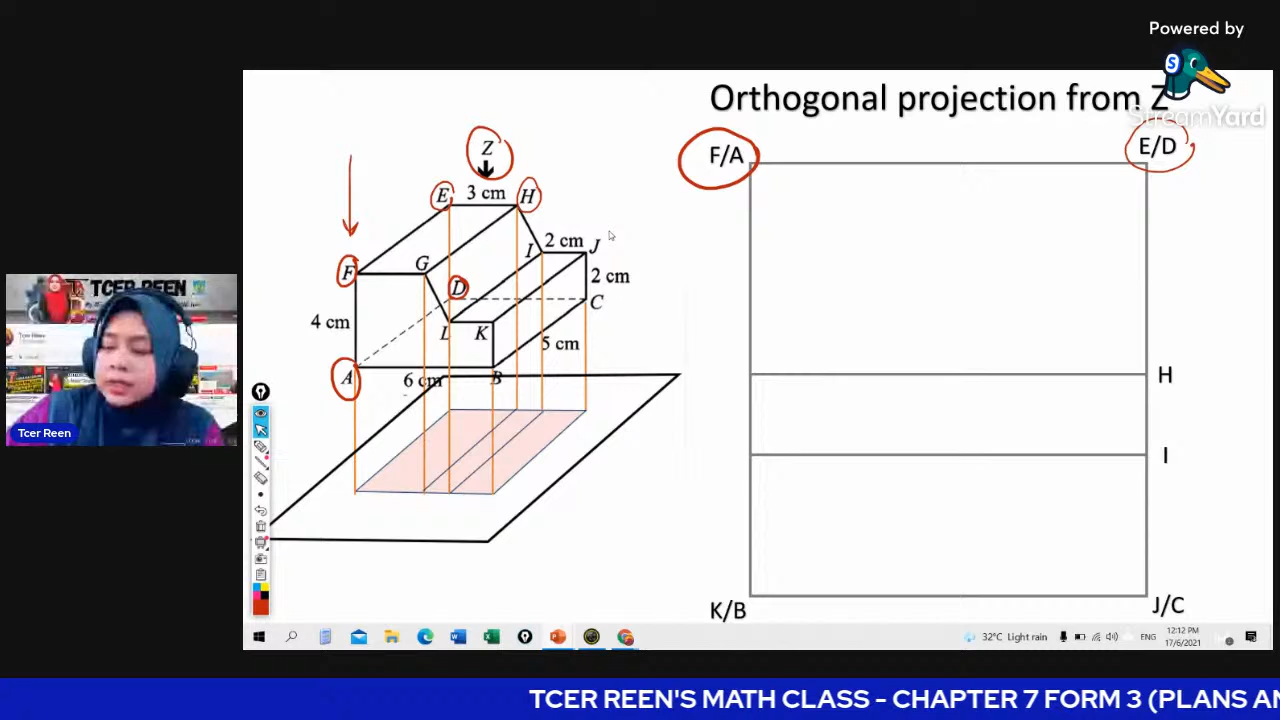 Powered by
StreamYard
Orthogonal projection from Z
F/A
E/D
Z
E
3 cm
H
2 cm
J
F
G
I
D
2 cm
C
4 cm
L
K
5 cm
A
6 cm
B
H
I
K/B
J/C
TCER REEN
Tcer Reen
32°C Light rain
ENG
12:12 PM
17/6/2021
TCER REEN'S MATH CLASS - CHAPTER 7 FORM 3 (PLANS AN